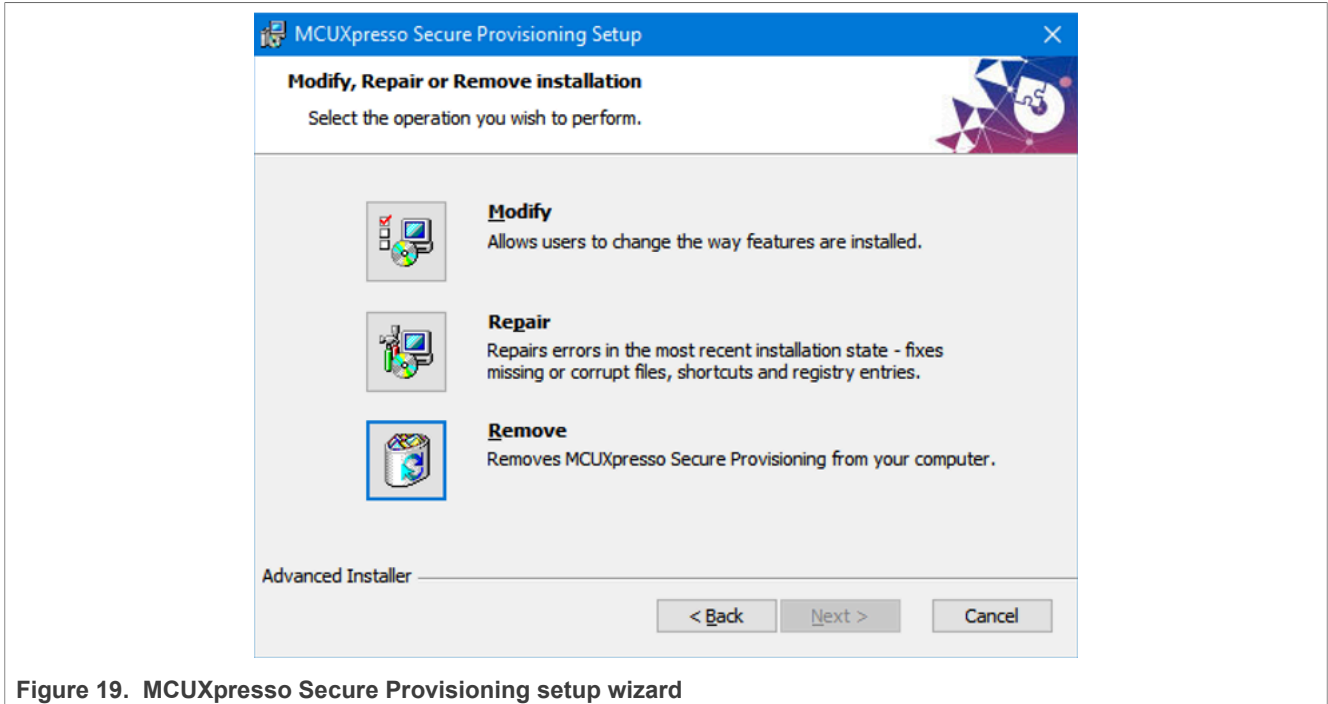 MCUXpresso Secure Provisioning Setup
Modify, Repair or Remove installation
Select the operation you wish to perform.
Modify
Allows users to change the way features are installed.
Repair
Repairs errors in the most recent installation state - fixes
missing or corrupt files, shortcuts and registry entries.
Remove
Removes MCUXpresso Secure Provisioning from your computer.
Advanced Installer
< Back
Next >
Cancel
Figure 19. MCUXpresso Secure Provisioning setup wizard